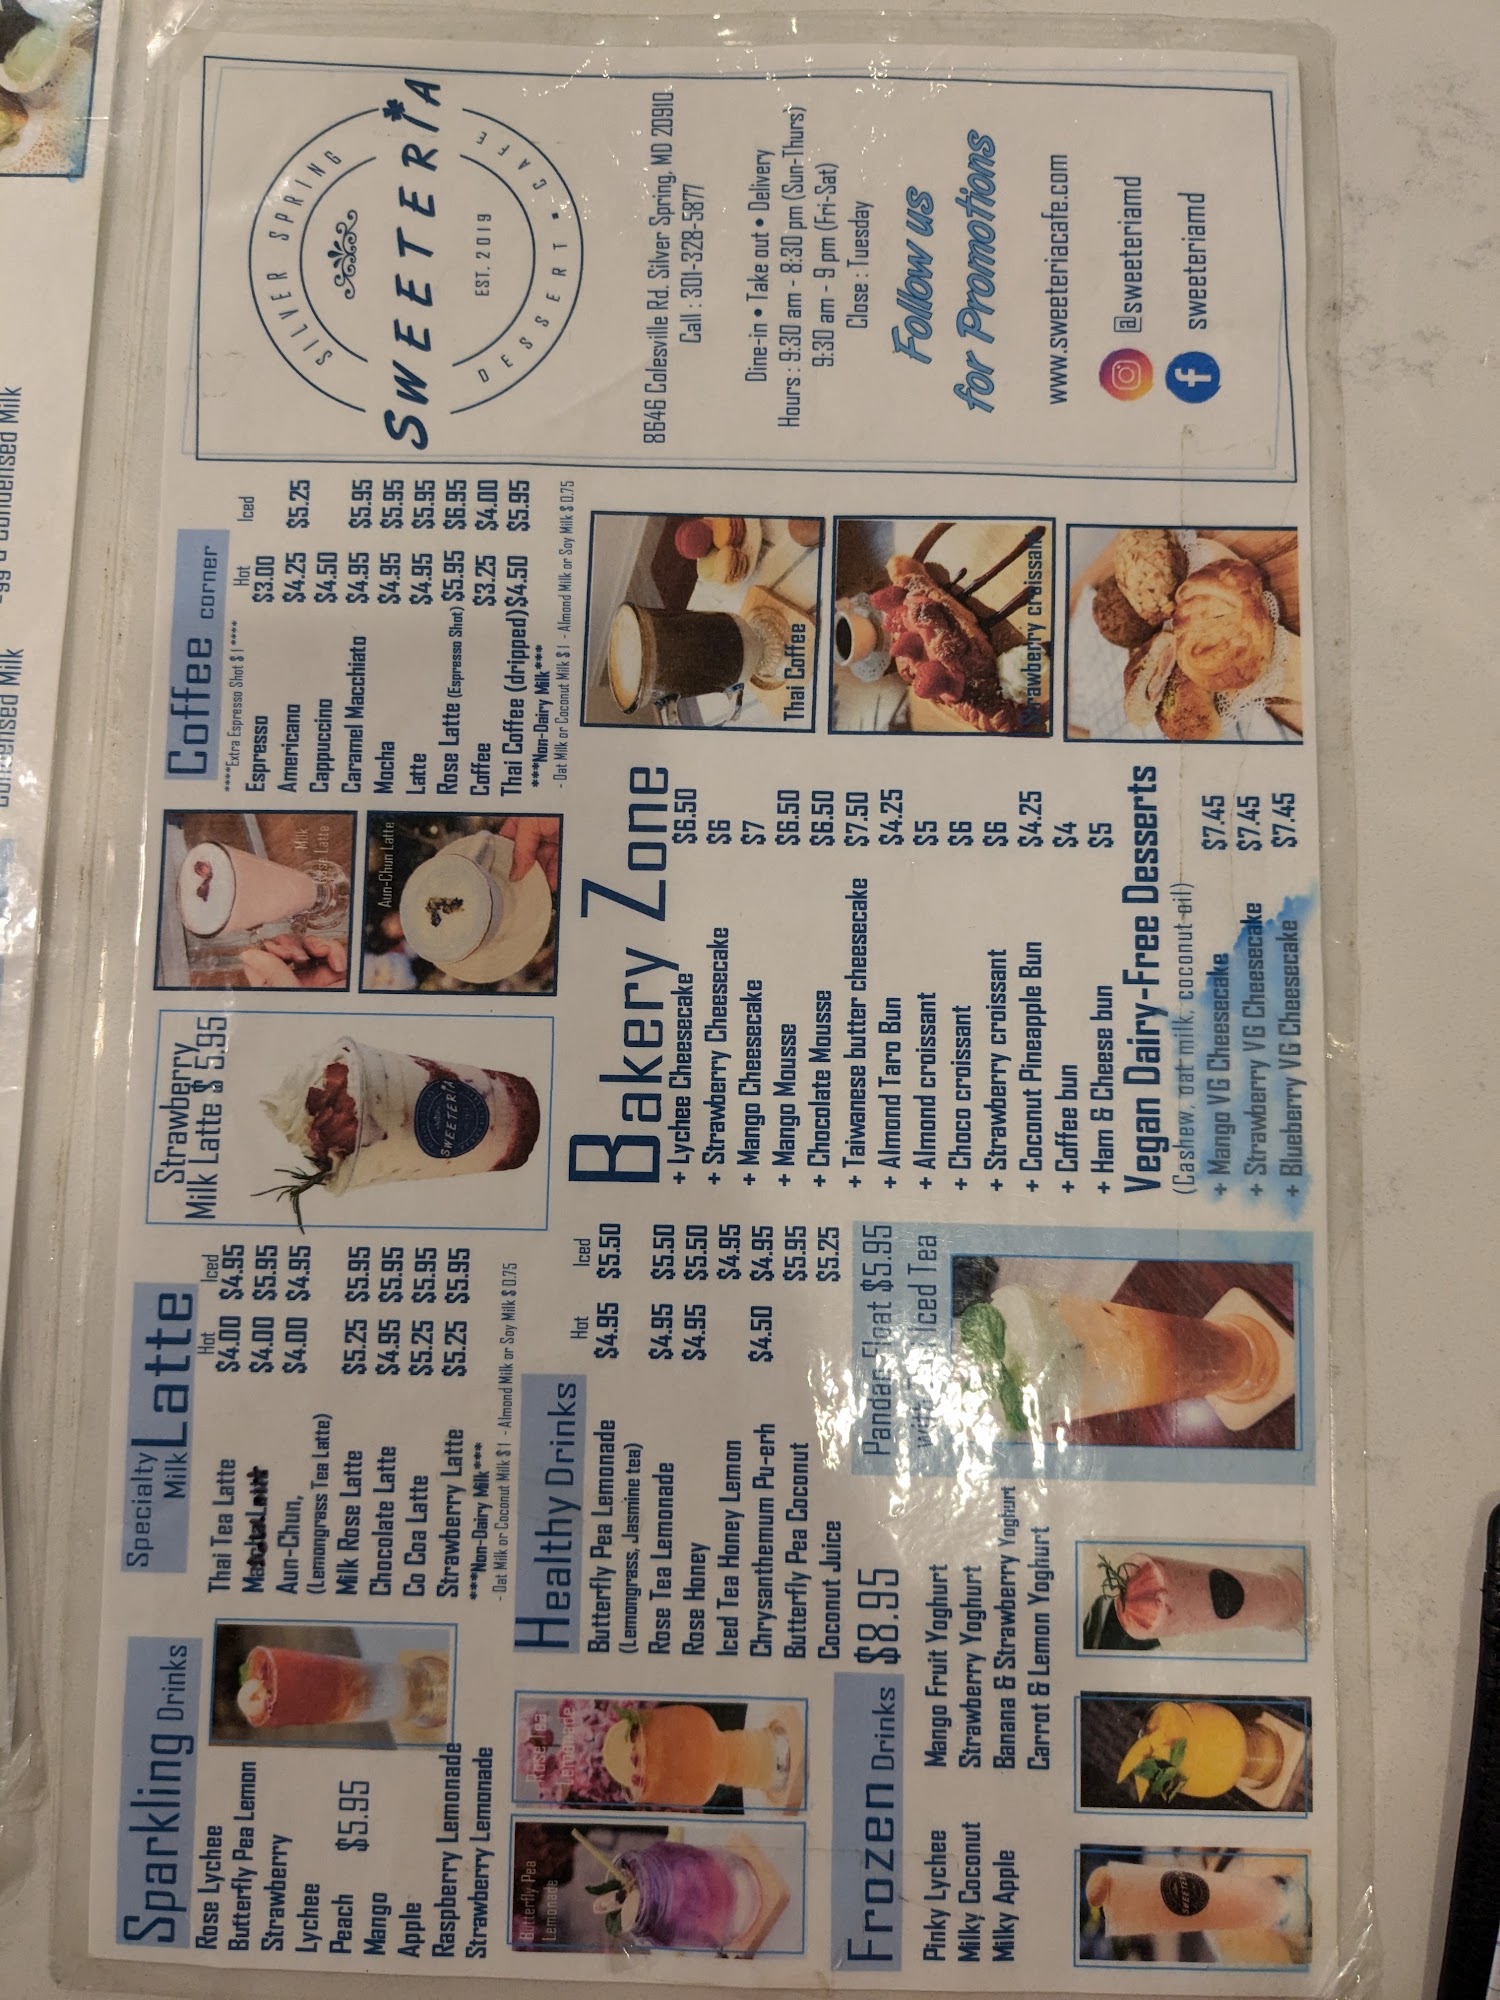 Sparkling Drinks
Rose Lychee
Butterfly Pea Lemon
Strawberry
Lychee
Peach
Mango
Apple
Raspberry Lemonade
Strawberry Lemonade
$5.95
Butterfly Pea
Lemonade
Rose Tea
Lemonade
Frozen Drinks $8.95
Pinky Lychee
Milky Coconut
Milky Apple
Mango Fruit Yoghurt
Strawberry Yoghurt
Banana & Strawberry Yoghurt
Carrot & Lemon Yoghurt
Specialty
Milk Latte
Hot Iced
Thai Tea Latte $4.00 $4.95
$4.00 $5.95
Aun-Chun, $4.00 $4.95
(Lemongrass Tea Latte)
Milk Rose Latte $5.25 $5.95
Chocolate Latte $4.95 $5.95
Co Coa Latte $5.25 $5.95
Strawberry Latte $5.25 $5.95
***Non-Dairy Milk***
- Oat Milk or Coconut Milk $ 1 - Almond Milk or Soy Milk $ 0.75
Healthy Drinks
Hot Iced
Butterfly Pea Lemonade $4.95 $5.50
(Lemongrass, Jasmine tea)
Rose Tea Lemonade $4.95 $5.50
Rose Honey $4.95 $5.50
Iced Tea Honey Lemon $4.95
Chrysanthemum Pu-erh $4.50 $4.95
Butterfly Pea Coconut $5.95
Coconut Juice $5.25
Pandan Float $5.95
with Iced Tea
Strawberry
Milk Latte $ 5.95
SWEETERIA
Milk
Latte
Aun-Chun Latte
Bakery Zone
+ Lychee Cheesecake $6.50
+ Strawberry Cheesecake $6
+ Mango Cheesecake $7
+ Mango Mousse $6.50
+ Chocolate Mousse $6.50
+ Taiwanese butter cheesecake $7.50
+ Almond Taro Bun $4.25
+ Almond croissant $5
+ Choco croissant $6
+ Strawberry croissant $6
+ Coconut Pineapple Bun $4.25
+ Coffee bun $4
+ Ham & Cheese bun $5
Vegan Dairy-Free Desserts
(Cashew, oat milk, coconut oil)
+ Mango VG Cheesecake $7.45
+ Strawberry VG Cheesecake $7.45
+ Blueberry VG Cheesecake $7.45
Coffee corner
****Extra Espresso Shot $ 1****
Hot Iced
Espresso $3.00
Americano $4.25 $5.25
Cappuccino $4.50
Caramel Macchiato $4.95 $5.95
Mocha $4.95 $5.95
Latte $4.95 $5.95
Rose Latte (Espresso Shot) $5.95 $6.95
Coffee $3.25 $4.00
Thai Coffee (dripped) $4.50 $5.95
***Non-Dairy Milk***
- Oat Milk or Coconut Milk $ 1 - Almond Milk or Soy Milk $ 0.75
Thai Coffee
Strawberry croissant
SILVER SPRING
SWEETERIA
EST. 2019
DESSERT • CAFE
8646 Colesville Rd. Silver Spring, MD 20910
Call : 301-328-5877
Dine-in • Take out • Delivery
Hours : 9:30 am - 8:30 pm (Sun-Thurs)
9:30 am - 9 pm (Fri-Sat)
Close : Tuesday
Follow us
for Promotions
www.sweeteriacafe.com
@sweeteriamd
sweeteriamd
Condensed Milk